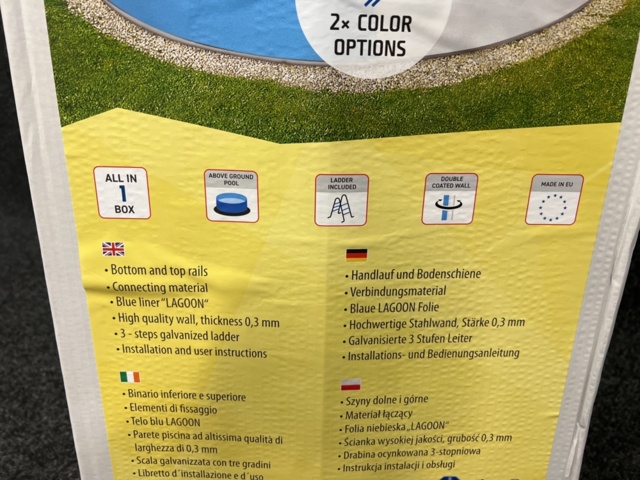 2x COLOR
OPTIONS
ALL IN
1
BOX
ABOVE GROUND
POOL
LADDER
INCLUDED
DOUBLE
COATED WALL
MADE IN EU
• Bottom and top rails
• Connecting material
• Blue liner "LAGOON"
• High quality wall, thickness 0,3 mm
• 3 - steps galvanized ladder
• Installation and user instructions
• Handlauf und Bodenschiene
• Verbindungsmaterial
• Blaue LAGOON Folie
• Hochwertige Stahlwand, Stärke 0,3 mm
• Galvanisierte 3 Stufen Leiter
• Installations- und Bedienungsanleitung
• Binario inferiore e superiore
• Elementi di fissaggio
• Telo blu LAGOON
• Parete piscina ad altissima qualità di
larghezza di 0,3 mm
• Scala galvanizzata con tre gradini
• Libretto d´installazione e d´uso
• Szyny dolne i górne
• Materiał łączący
• Folia niebieska „LAGOON"
• Ścianka wysokiej jakości, grubość 0,3 mm
• Drabina ocynkowana 3-stopniowa
• Instrukcja instalacji i obsługi